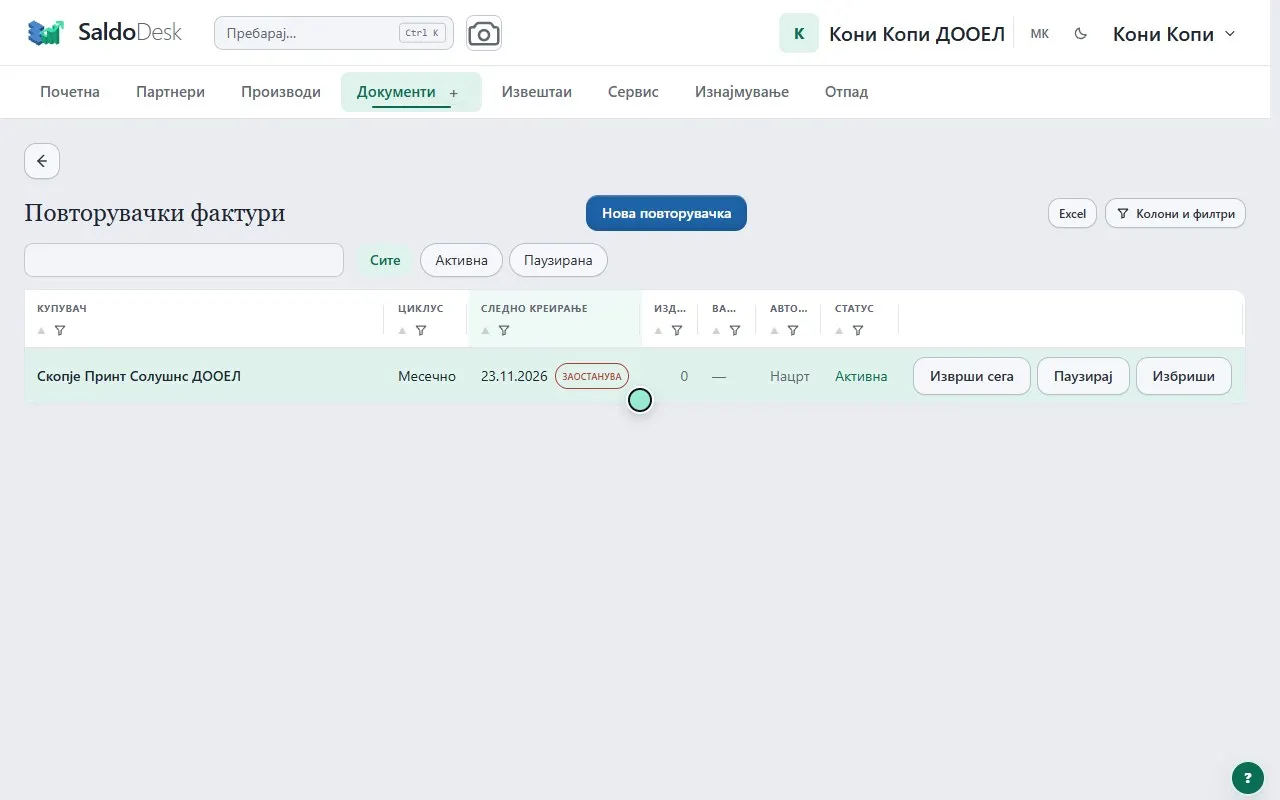 SaldoDesk
Пребарај... Ctrl K
К Кони Копи ДООЕЛ МК Кони Копи
Почетна Партнери Производи Документи + Извештаи Сервис Изнајмување Отпад
Повторувачки фактури
Нова повторувачка
Excel Колони и филтри
Сите Активна Паузирана
КУПУВАЧ ЦИКЛУС СЛЕДНО КРЕИРАЊЕ ИЗД... ВА... АВТО... СТАТУС
Скопје Принт Солушнс ДООЕЛ Месечно 23.11.2026 ЗАОСТАНУВА 0 — Нацрт Активна Изврши сега Паузирај Избриши
?